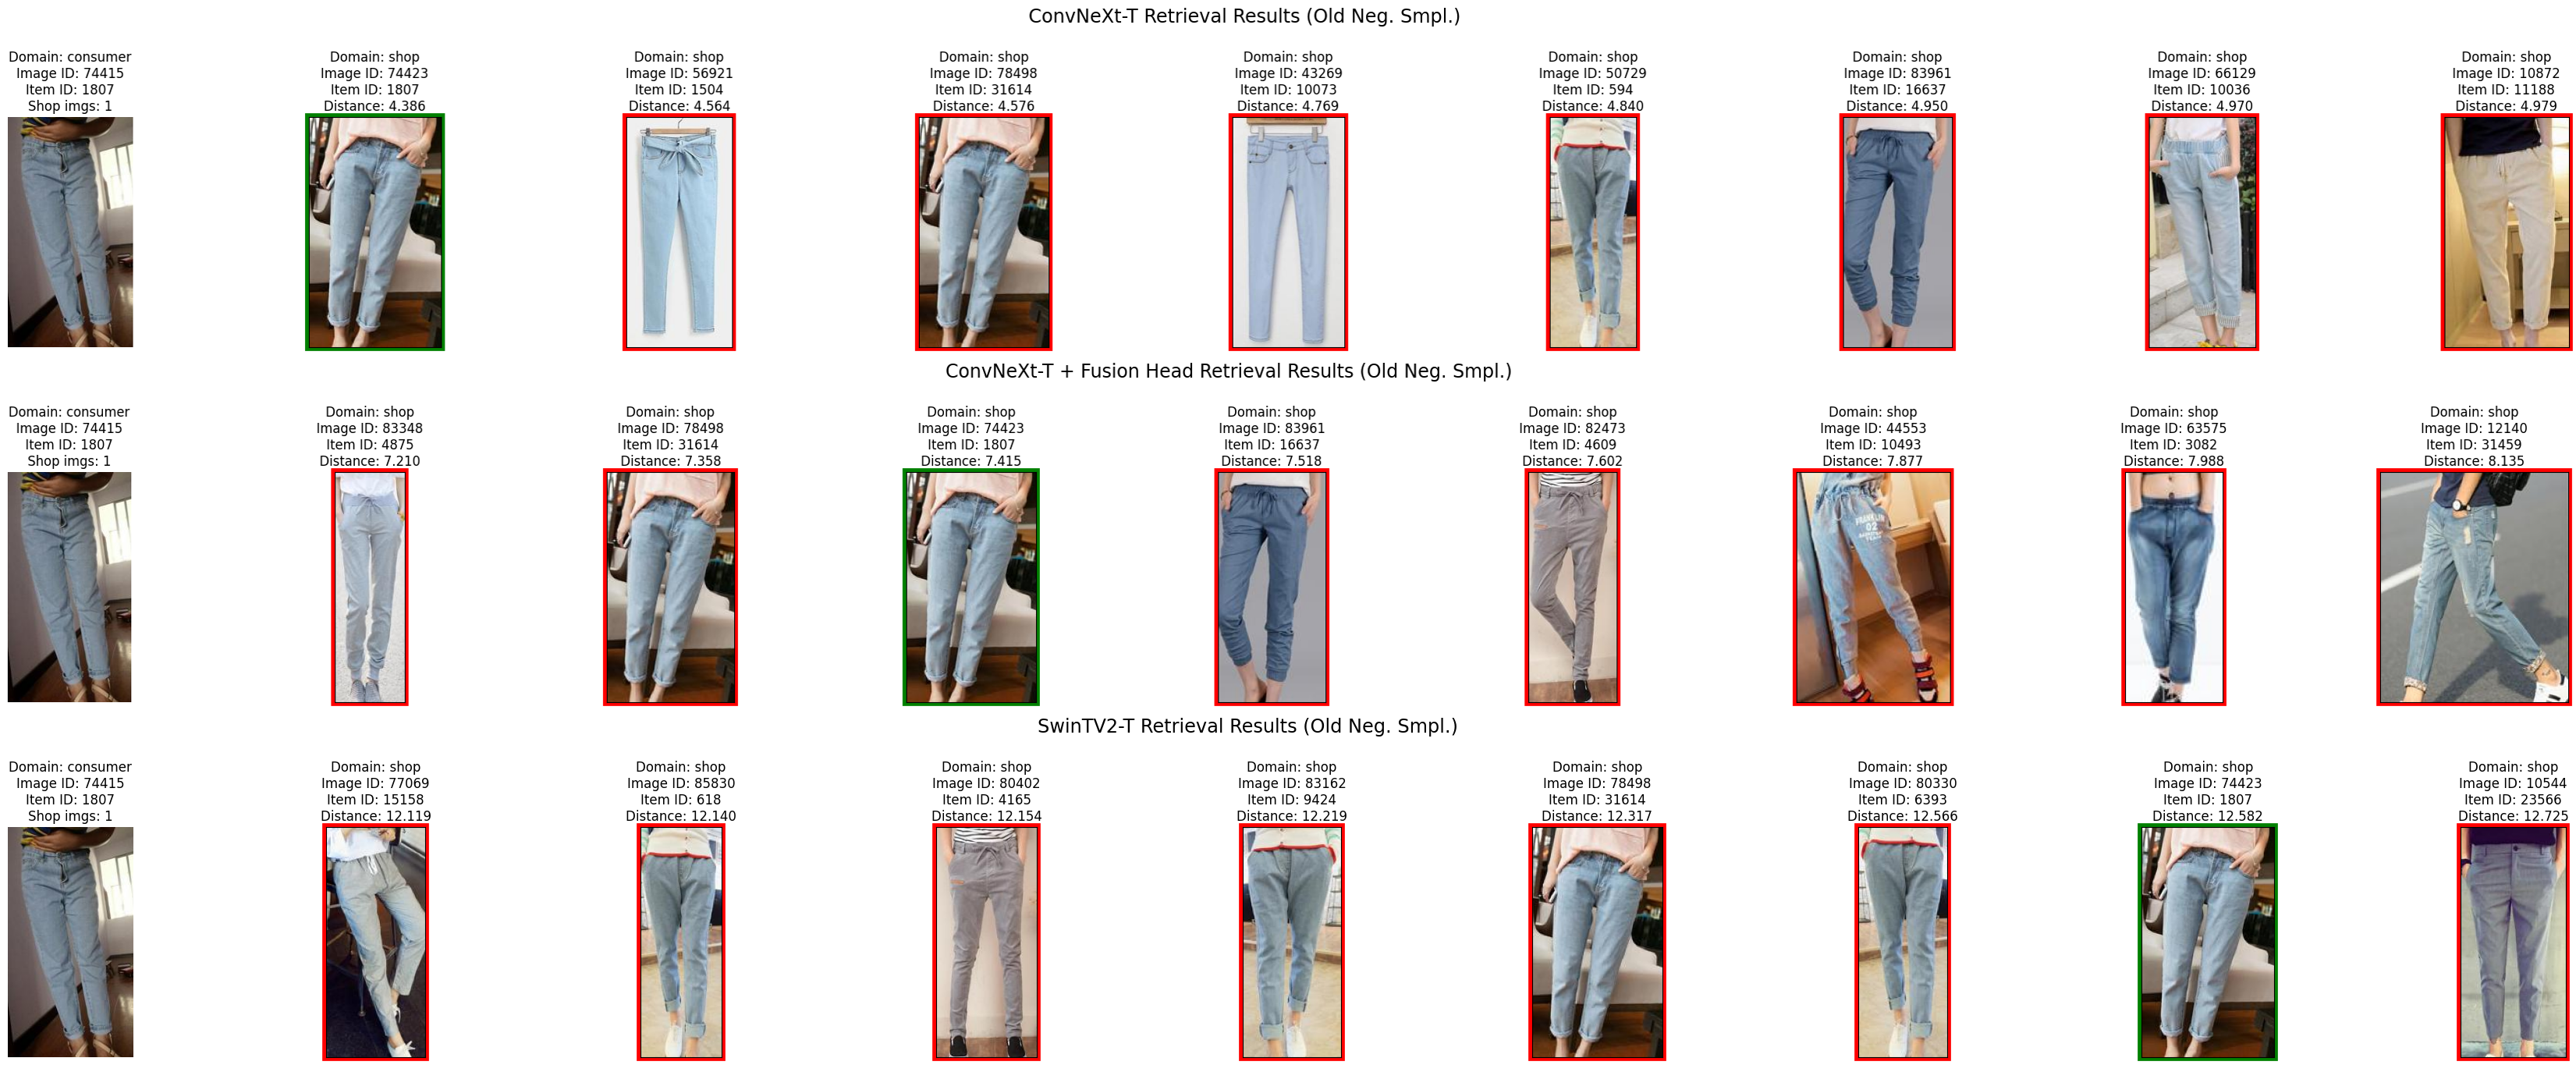 ConvNeXt-T Retrieval Results (Old Neg. Smpl.)
Domain: consumer
Image ID: 74415
Item ID: 1807
Shop imgs: 1
Domain: shop
Image ID: 74423
Item ID: 1807
Distance: 4.386
Domain: shop
Image ID: 56921
Item ID: 1504
Distance: 4.564
Domain: shop
Image ID: 78498
Item ID: 31614
Distance: 4.576
Domain: shop
Image ID: 43269
Item ID: 10073
Distance: 4.769
Domain: shop
Image ID: 50729
Item ID: 594
Distance: 4.840
Domain: shop
Image ID: 83961
Item ID: 16637
Distance: 4.950
Domain: shop
Image ID: 66129
Item ID: 10036
Distance: 4.970
Domain: shop
Image ID: 10872
Item ID: 11188
Distance: 4.979
ConvNeXt-T + Fusion Head Retrieval Results (Old Neg. Smpl.)
Domain: consumer
Image ID: 74415
Item ID: 1807
Shop imgs: 1
Domain: shop
Image ID: 83348
Item ID: 4875
Distance: 7.210
Domain: shop
Image ID: 78498
Item ID: 31614
Distance: 7.358
Domain: shop
Image ID: 74423
Item ID: 1807
Distance: 7.415
Domain: shop
Image ID: 83961
Item ID: 16637
Distance: 7.518
Domain: shop
Image ID: 82473
Item ID: 4609
Distance: 7.602
Domain: shop
Image ID: 44553
Item ID: 10493
Distance: 7.877
FRANKLIN
02
Domain: shop
Image ID: 63575
Item ID: 3082
Distance: 7.988
Domain: shop
Image ID: 12140
Item ID: 31459
Distance: 8.135
SwinTV2-T Retrieval Results (Old Neg. Smpl.)
Domain: consumer
Image ID: 74415
Item ID: 1807
Shop imgs: 1
Domain: shop
Image ID: 77069
Item ID: 15158
Distance: 12.119
Domain: shop
Image ID: 85830
Item ID: 618
Distance: 12.140
Domain: shop
Image ID: 80402
Item ID: 4165
Distance: 12.154
Domain: shop
Image ID: 83162
Item ID: 9424
Distance: 12.219
Domain: shop
Image ID: 78498
Item ID: 31614
Distance: 12.317
Domain: shop
Image ID: 80330
Item ID: 6393
Distance: 12.566
Domain: shop
Image ID: 74423
Item ID: 1807
Distance: 12.582
Domain: shop
Image ID: 10544
Item ID: 23566
Distance: 12.725